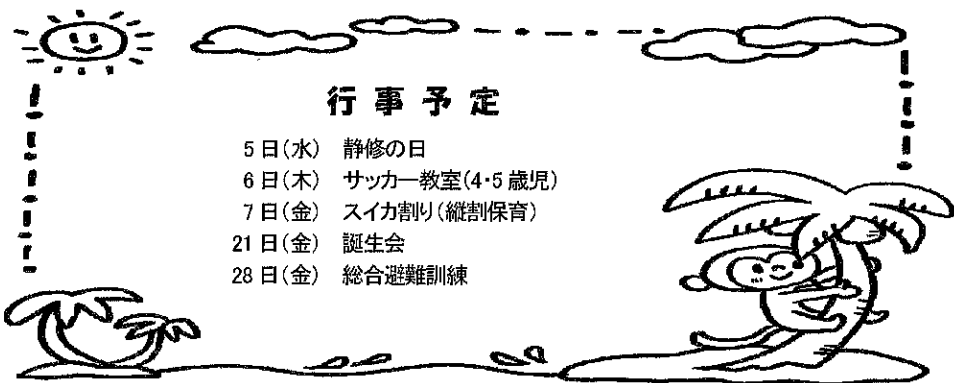 行事予定
5日(水) 静修の日
6日(木) サッカー教室(4・5歳児)
7日(金) スイカ割り(縦割保育)
21日(金) 誕生会
28日(金) 総合避難訓練